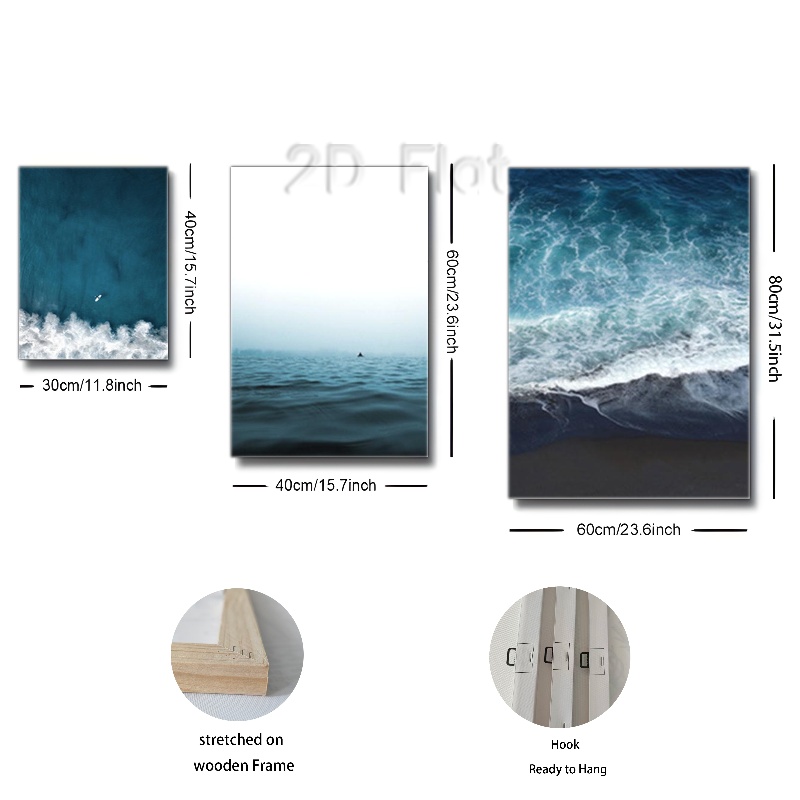 2D Flat
40cm/15.7inch
30cm/11.8inch
60cm/23.6inch
40cm/15.7inch
80cm/31.5inch
60cm/23.6inch
stretched on
wooden Frame
Hook
Ready to Hang